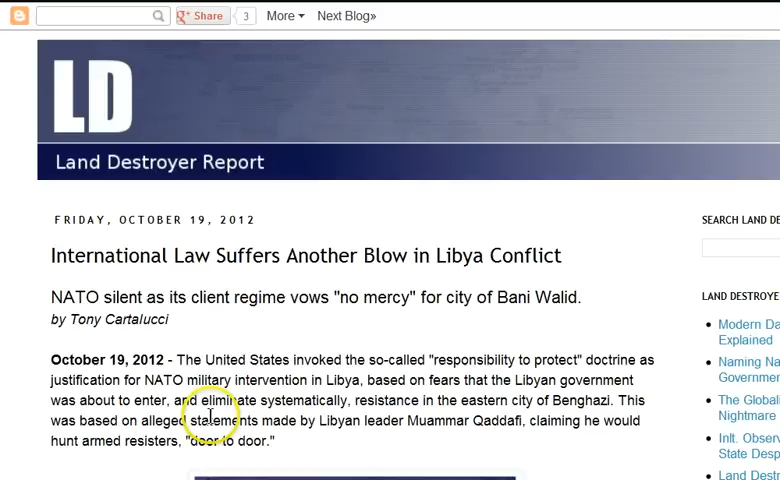 Share 3 More Next Blog»
LD
Land Destroyer Report
FRIDAY, OCTOBER 19, 2012
SEARCH LAND DE
International Law Suffers Another Blow in Libya Conflict
NATO silent as its client regime vows "no mercy" for city of Bani Walid.
by Tony Cartalucci
October 19, 2012 - The United States invoked the so-called "responsibility to protect" doctrine as
justification for NATO military intervention in Libya, based on fears that the Libyan government
was about to enter, and eliminate systematically, resistance in the eastern city of Benghazi. This
was based on alleged statements made by Libyan leader Muammar Qaddafi, claiming he would
hunt armed resisters, "door to door."
LAND DESTROYE
Modern Da
Explained
Naming Na
Governmen
The Globali
Nightmare
Inlt. Observ
State Desp
Land Destr